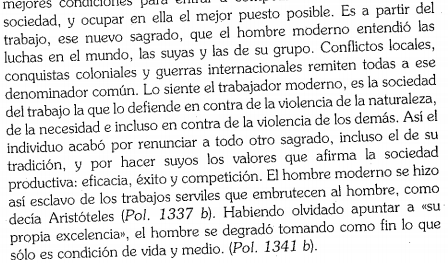 mejores condiciones para entrar a
sociedad, y ocupar en ella el mejor puesto posible. Es a partir del
trabajo, ese nuevo sagrado, que el hombre moderno entendió las
luchas en el mundo, las suyas y las de su grupo. Conflictos locales,
conquistas coloniales y guerras internacionales remiten todas a ese
denominador común. Lo siente el trabajador moderno, es la sociedad
del trabajo la que lo defiende en contra de la violencia de la naturaleza,
de la necesidad e incluso en contra de la violencia de los demás. Así el
individuo acabó por renunciar a todo otro sagrado, incluso el de su
tradición, y por hacer suyos los valores que afirma la sociedad
productiva: eficacia, éxito y competición. El hombre moderno se hizo
así esclavo de los trabajos serviles que embrutecen al hombre, como
decía Aristóteles (Pol. 1337 b). Habiendo olvidado apuntar a «su
propia excelencia», el hombre se degradó tomando como fin lo que
sólo es condición de vida y medio. (Pol. 1341 b).